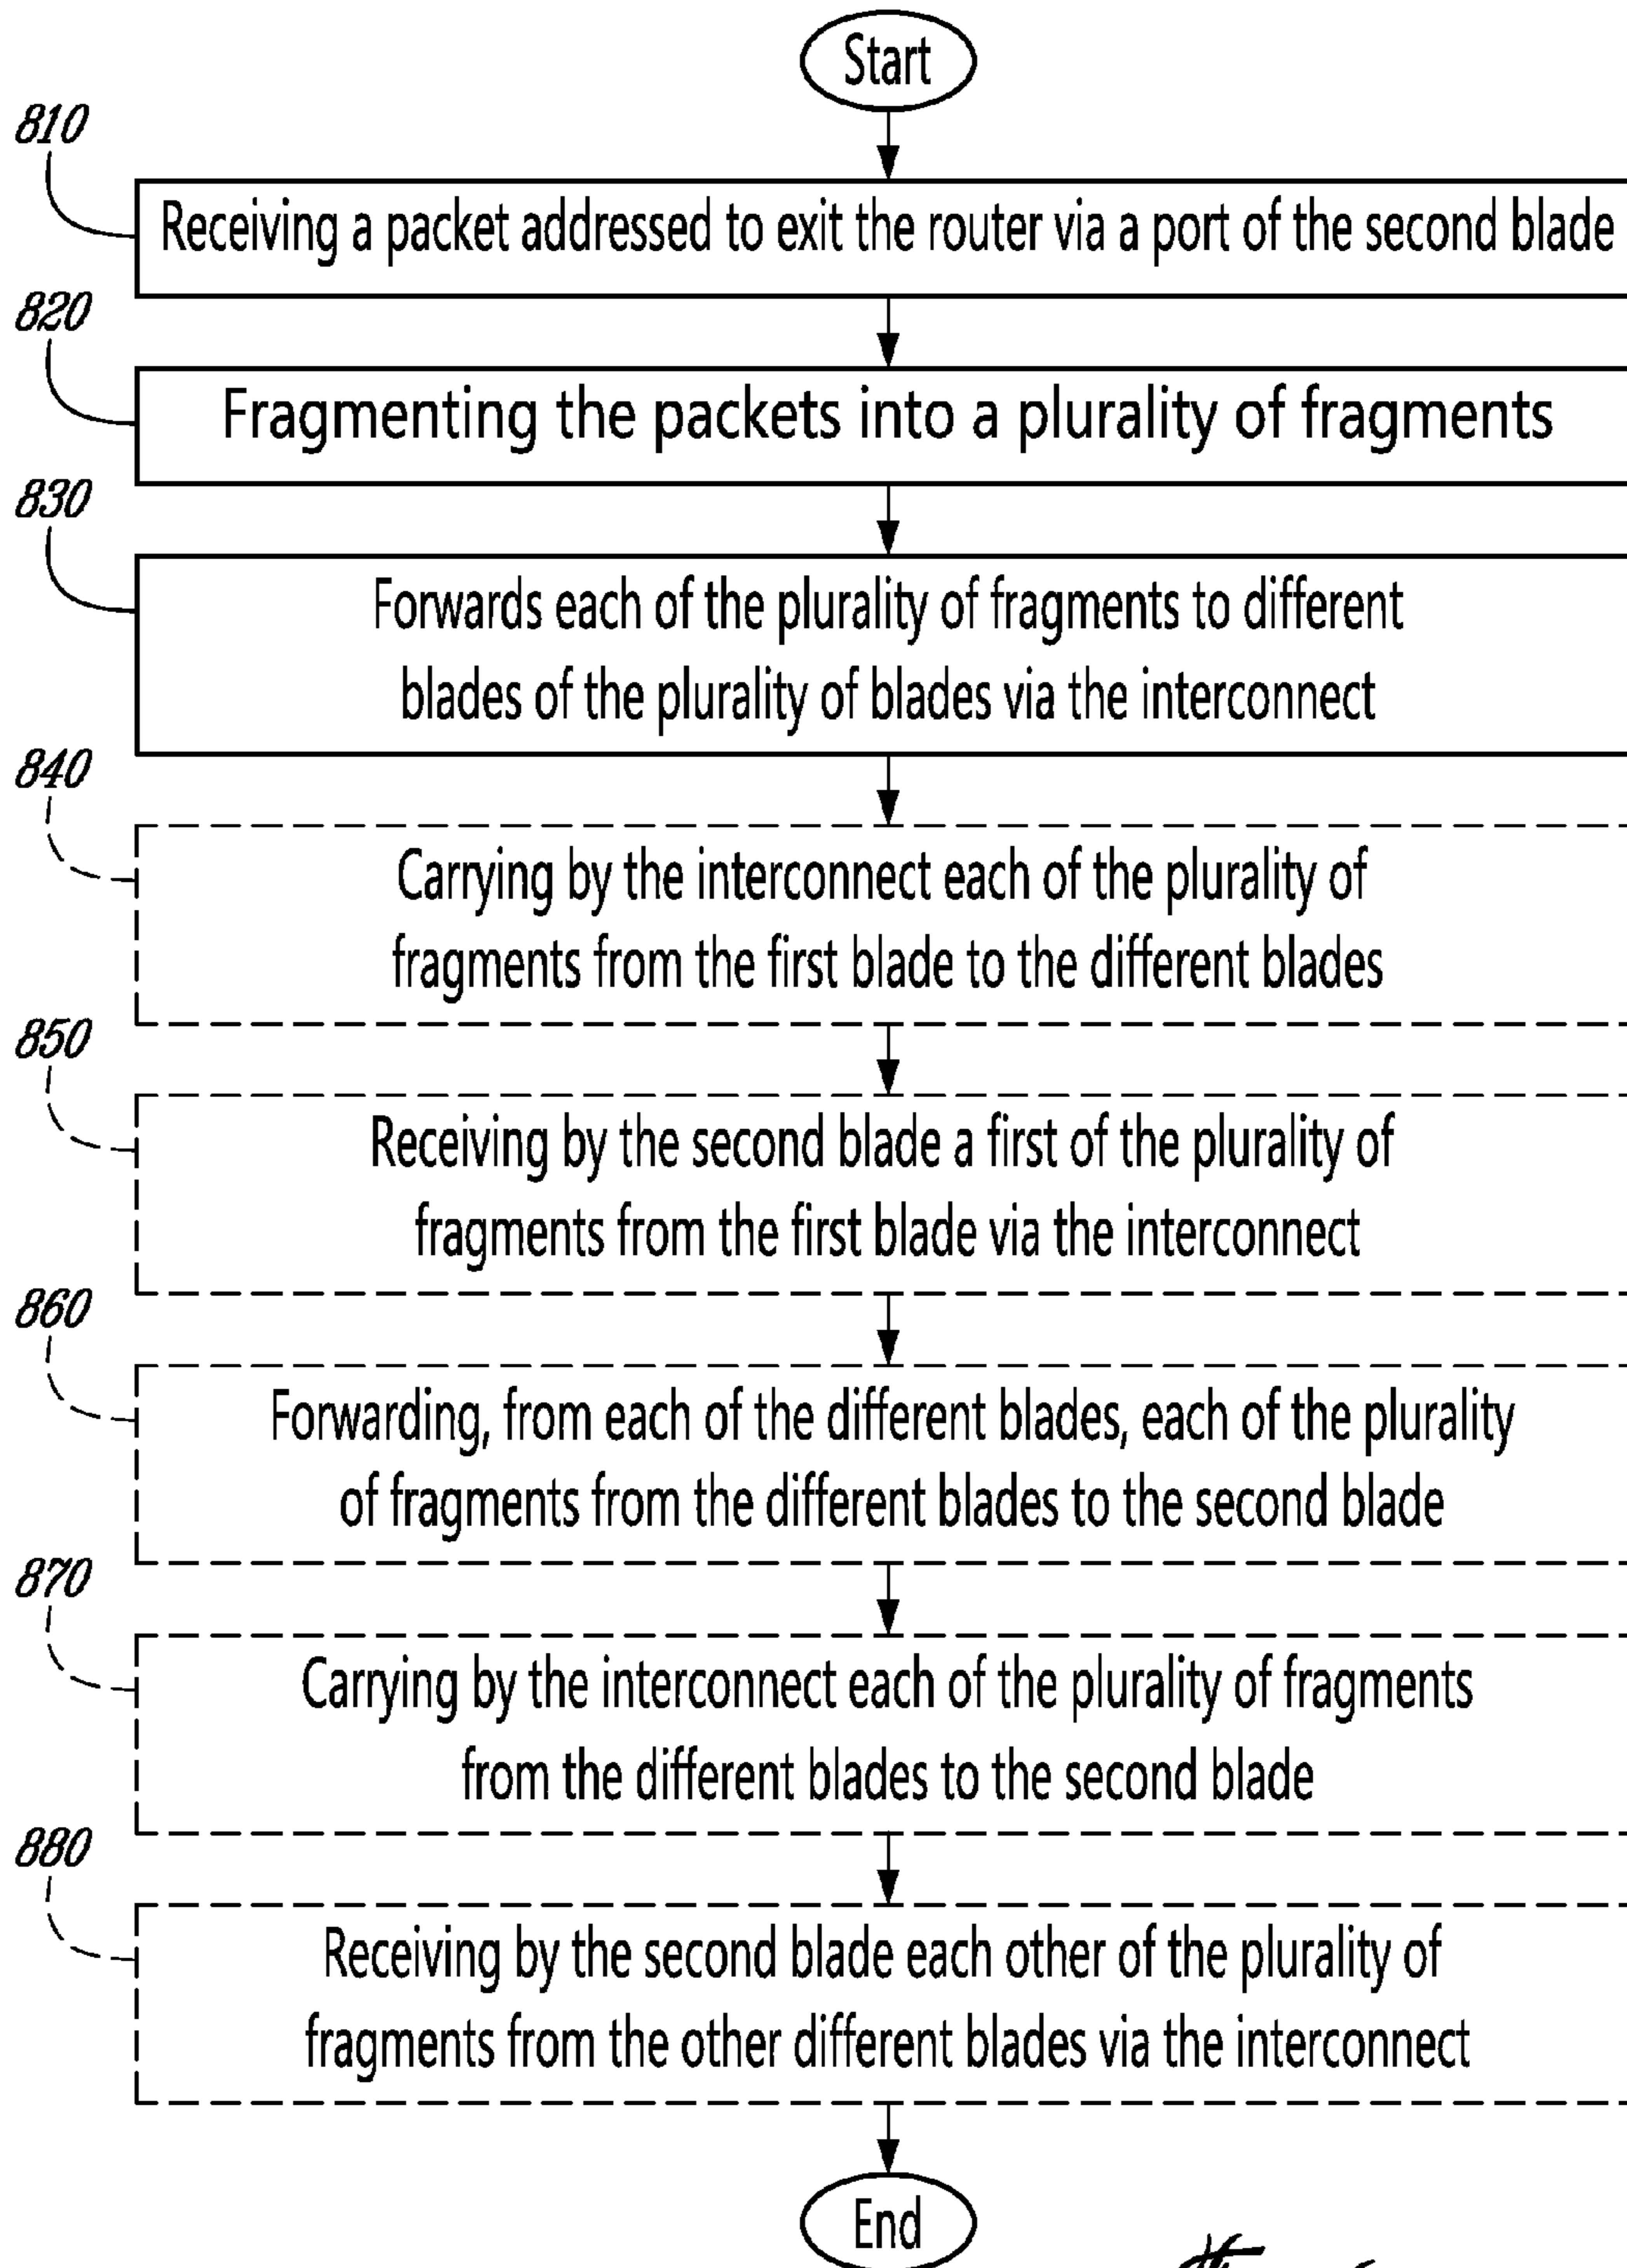 Start
810
Receiving a packet addressed to exit the router via a port of the second blade
820
Fragmenting the packets into a plurality of fragments
830
Forwards each of the plurality of fragments to different
blades of the plurality of blades via the interconnect
840
Carrying by the interconnect each of the plurality of
fragments from the first blade to the different blades
850
Receiving by the second blade a first of the plurality of
fragments from the first blade via the interconnect
860
Forwarding, from each of the different blades, each of the plurality
of fragments from the different blades to the second blade
870
Carrying by the interconnect each of the plurality of fragments
from the different blades to the second blade
880
Receiving by the second blade each other of the plurality of
fragments from the other different blades via the interconnect
End